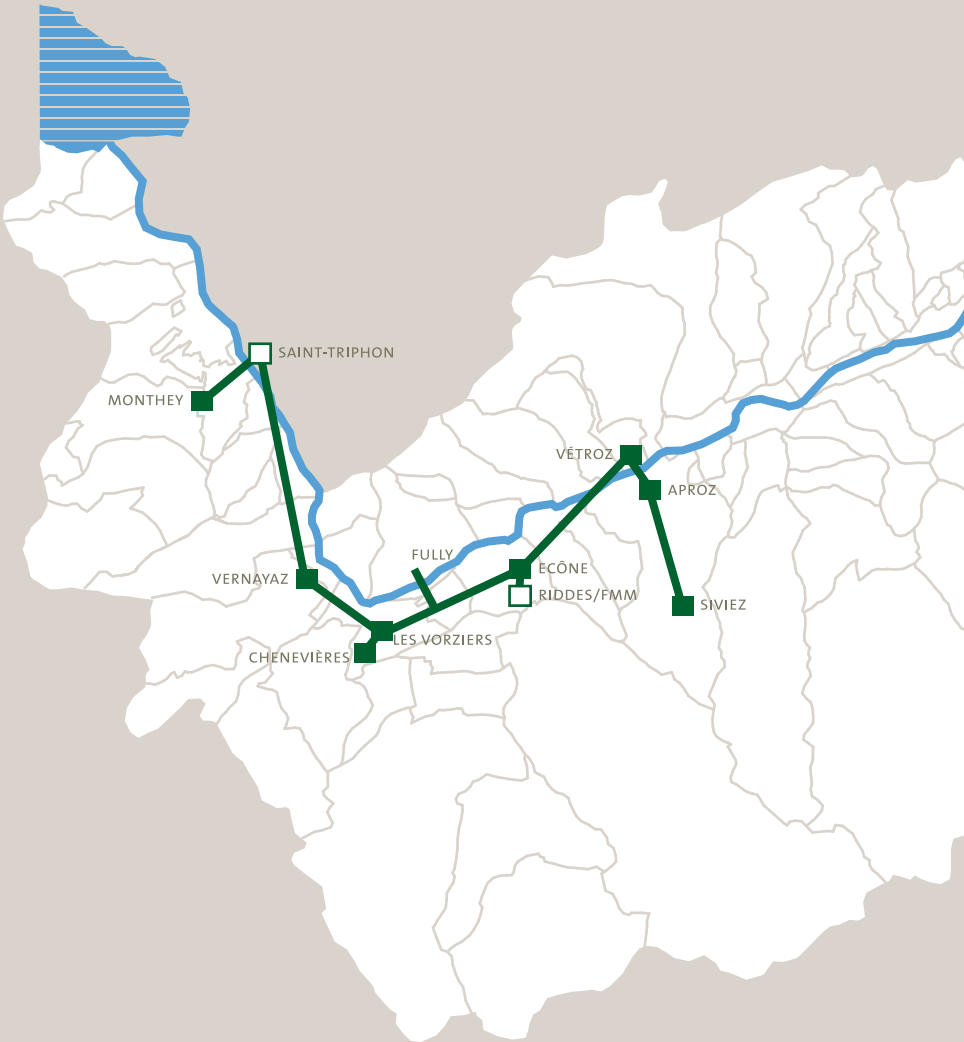 SAINT-TRIPHON
MONTHEY
VÉTROZ
APROZ
FULLY
ECÔNE
VERNAYAZ
RIDDES/FMM
SIVIEZ
LES VORZIERS
CHENEVIÈRES